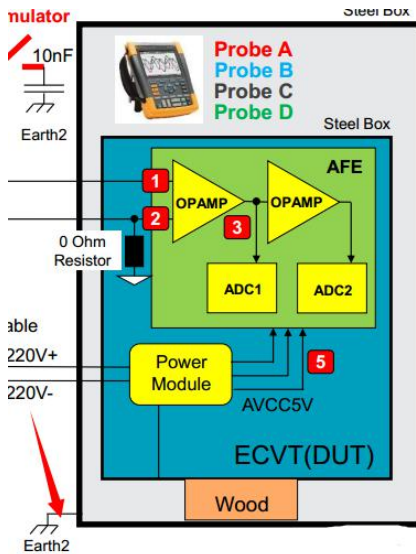 mulator
Steel Box
10nF
Earth2
Probe A
Probe B
Probe C
Probe D
Steel Box
AFE
1
OPAMP
OPAMP
2
3
0 Ohm
Resistor
ADC1
ADC2
able
220V+
220V-
Power
Module
5
AVCC5V
ECVT(DUT)
Wood
Earth2